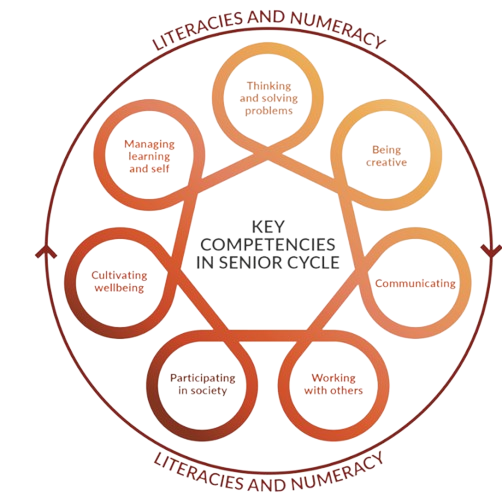 LITERACIES AND NUMERACY
Thinking
and solving
problems
Managing
learning
and self
Being
creative
KEY
COMPETENCIES
IN SENIOR CYCLE
Cultivating
wellbeing
Communicating
Participating
in society
Working
with others
LITERACIES AND NUMERACY